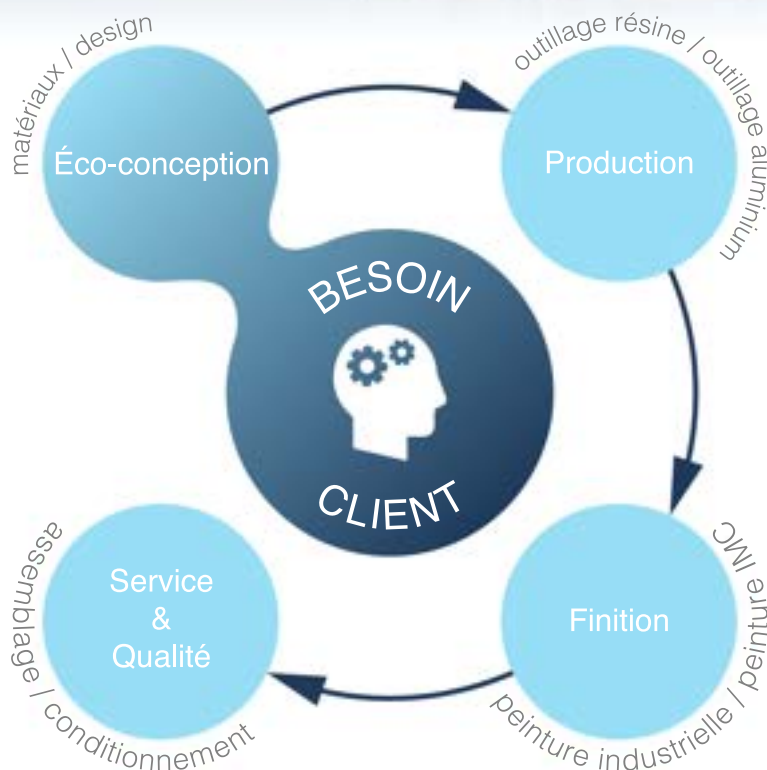 matériaux / design
Éco-conception
outillage résine / outillage aluminium
Production
BESOIN
CLIENT
peinture industrielle / peinture IMC
Finition
Service
&
Qualité
assemblage / conditionnement